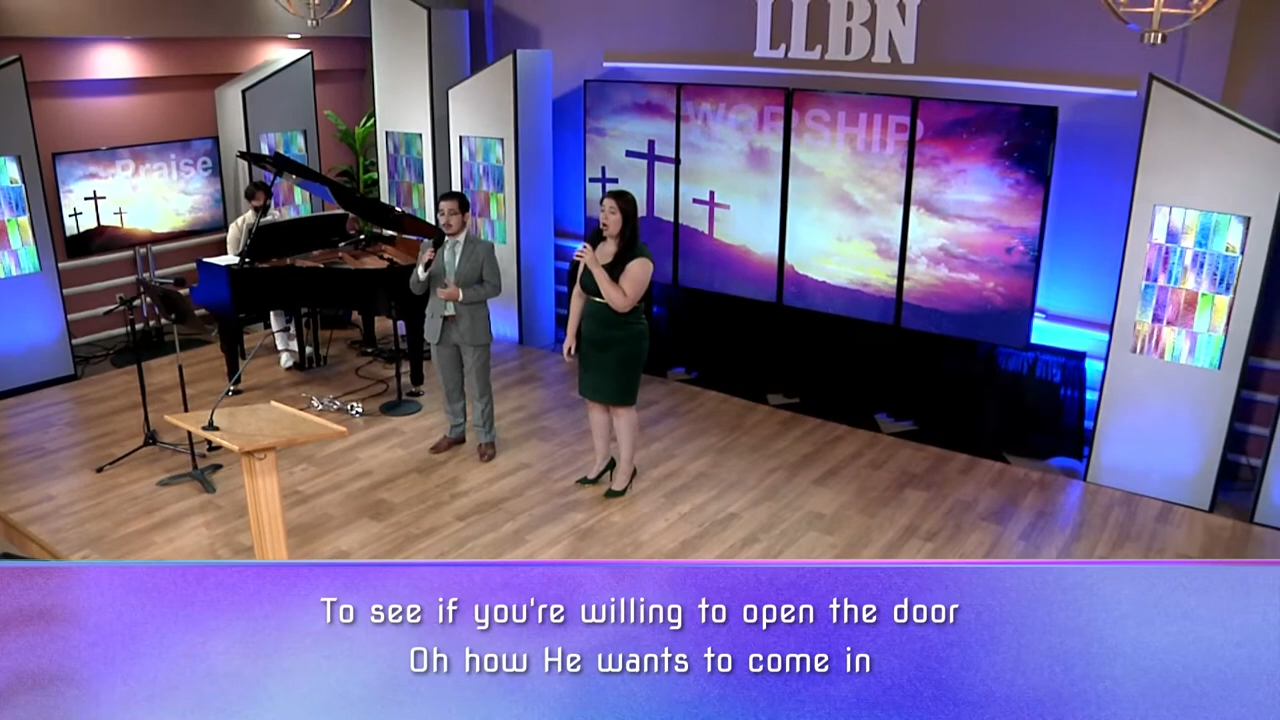 LLBN
WORSHIP
Praise
To see if you're willing to open the door
Oh how He wants to come in